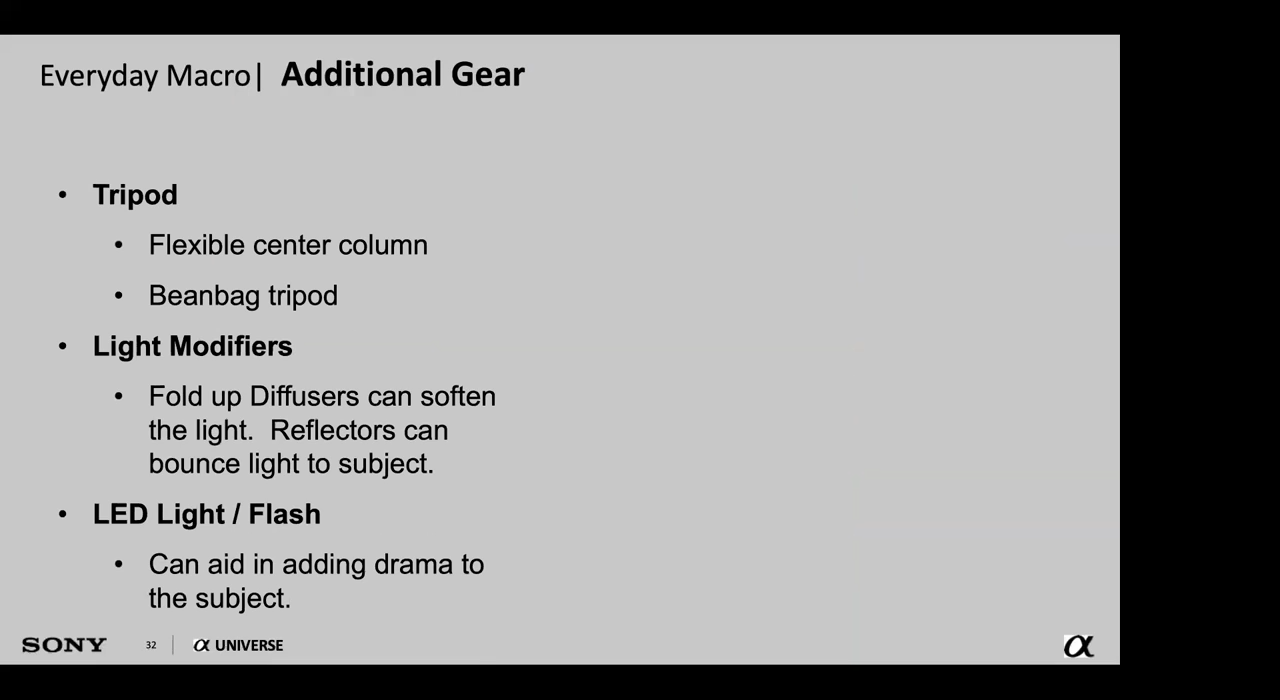 Everyday Macro| Additional Gear
• Tripod
• Flexible center column
• Beanbag tripod
• Light Modifiers
• Fold up Diffusers can soften
the light.  Reflectors can
bounce light to subject.
• LED Light / Flash
• Can aid in adding drama to
the subject.
SONY 32 | α UNIVERSE
α